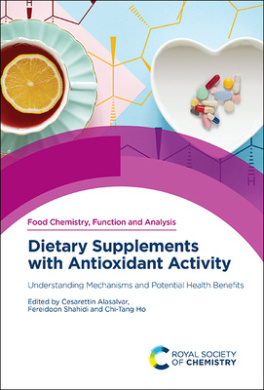 Food Chemistry, Function and Analysis
Dietary Supplements
with Antioxidant Activity
Understanding Mechanisms and Potential Health Benefits
Edited by Cesarettin Alasalvar,
Fereidoon Shahidi and Chi-Tang Ho
ROYAL SOCIETY
OF CHEMISTRY